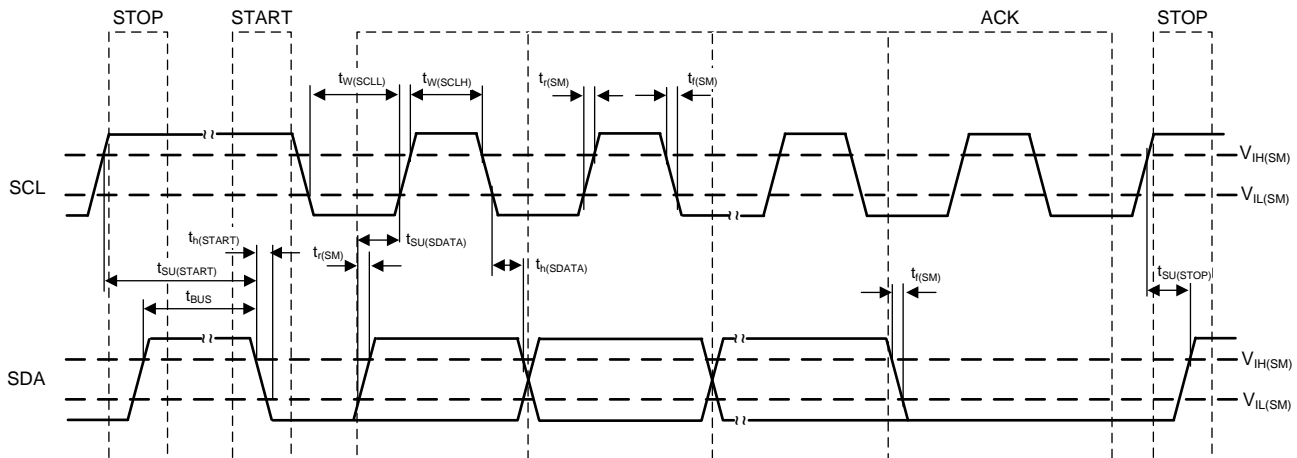 STOP START ACK STOP
tW(SCLL) tW(SCLH) tr(SM) tf(SM)
VIH(SM)
SCL
VIL(SM)
th(START) tr(SM) tSU(SDATA)
th(SDATA)
tSU(START) tf(SM) tSU(STOP)
tBUS
VIH(SM)
SDA
VIL(SM)